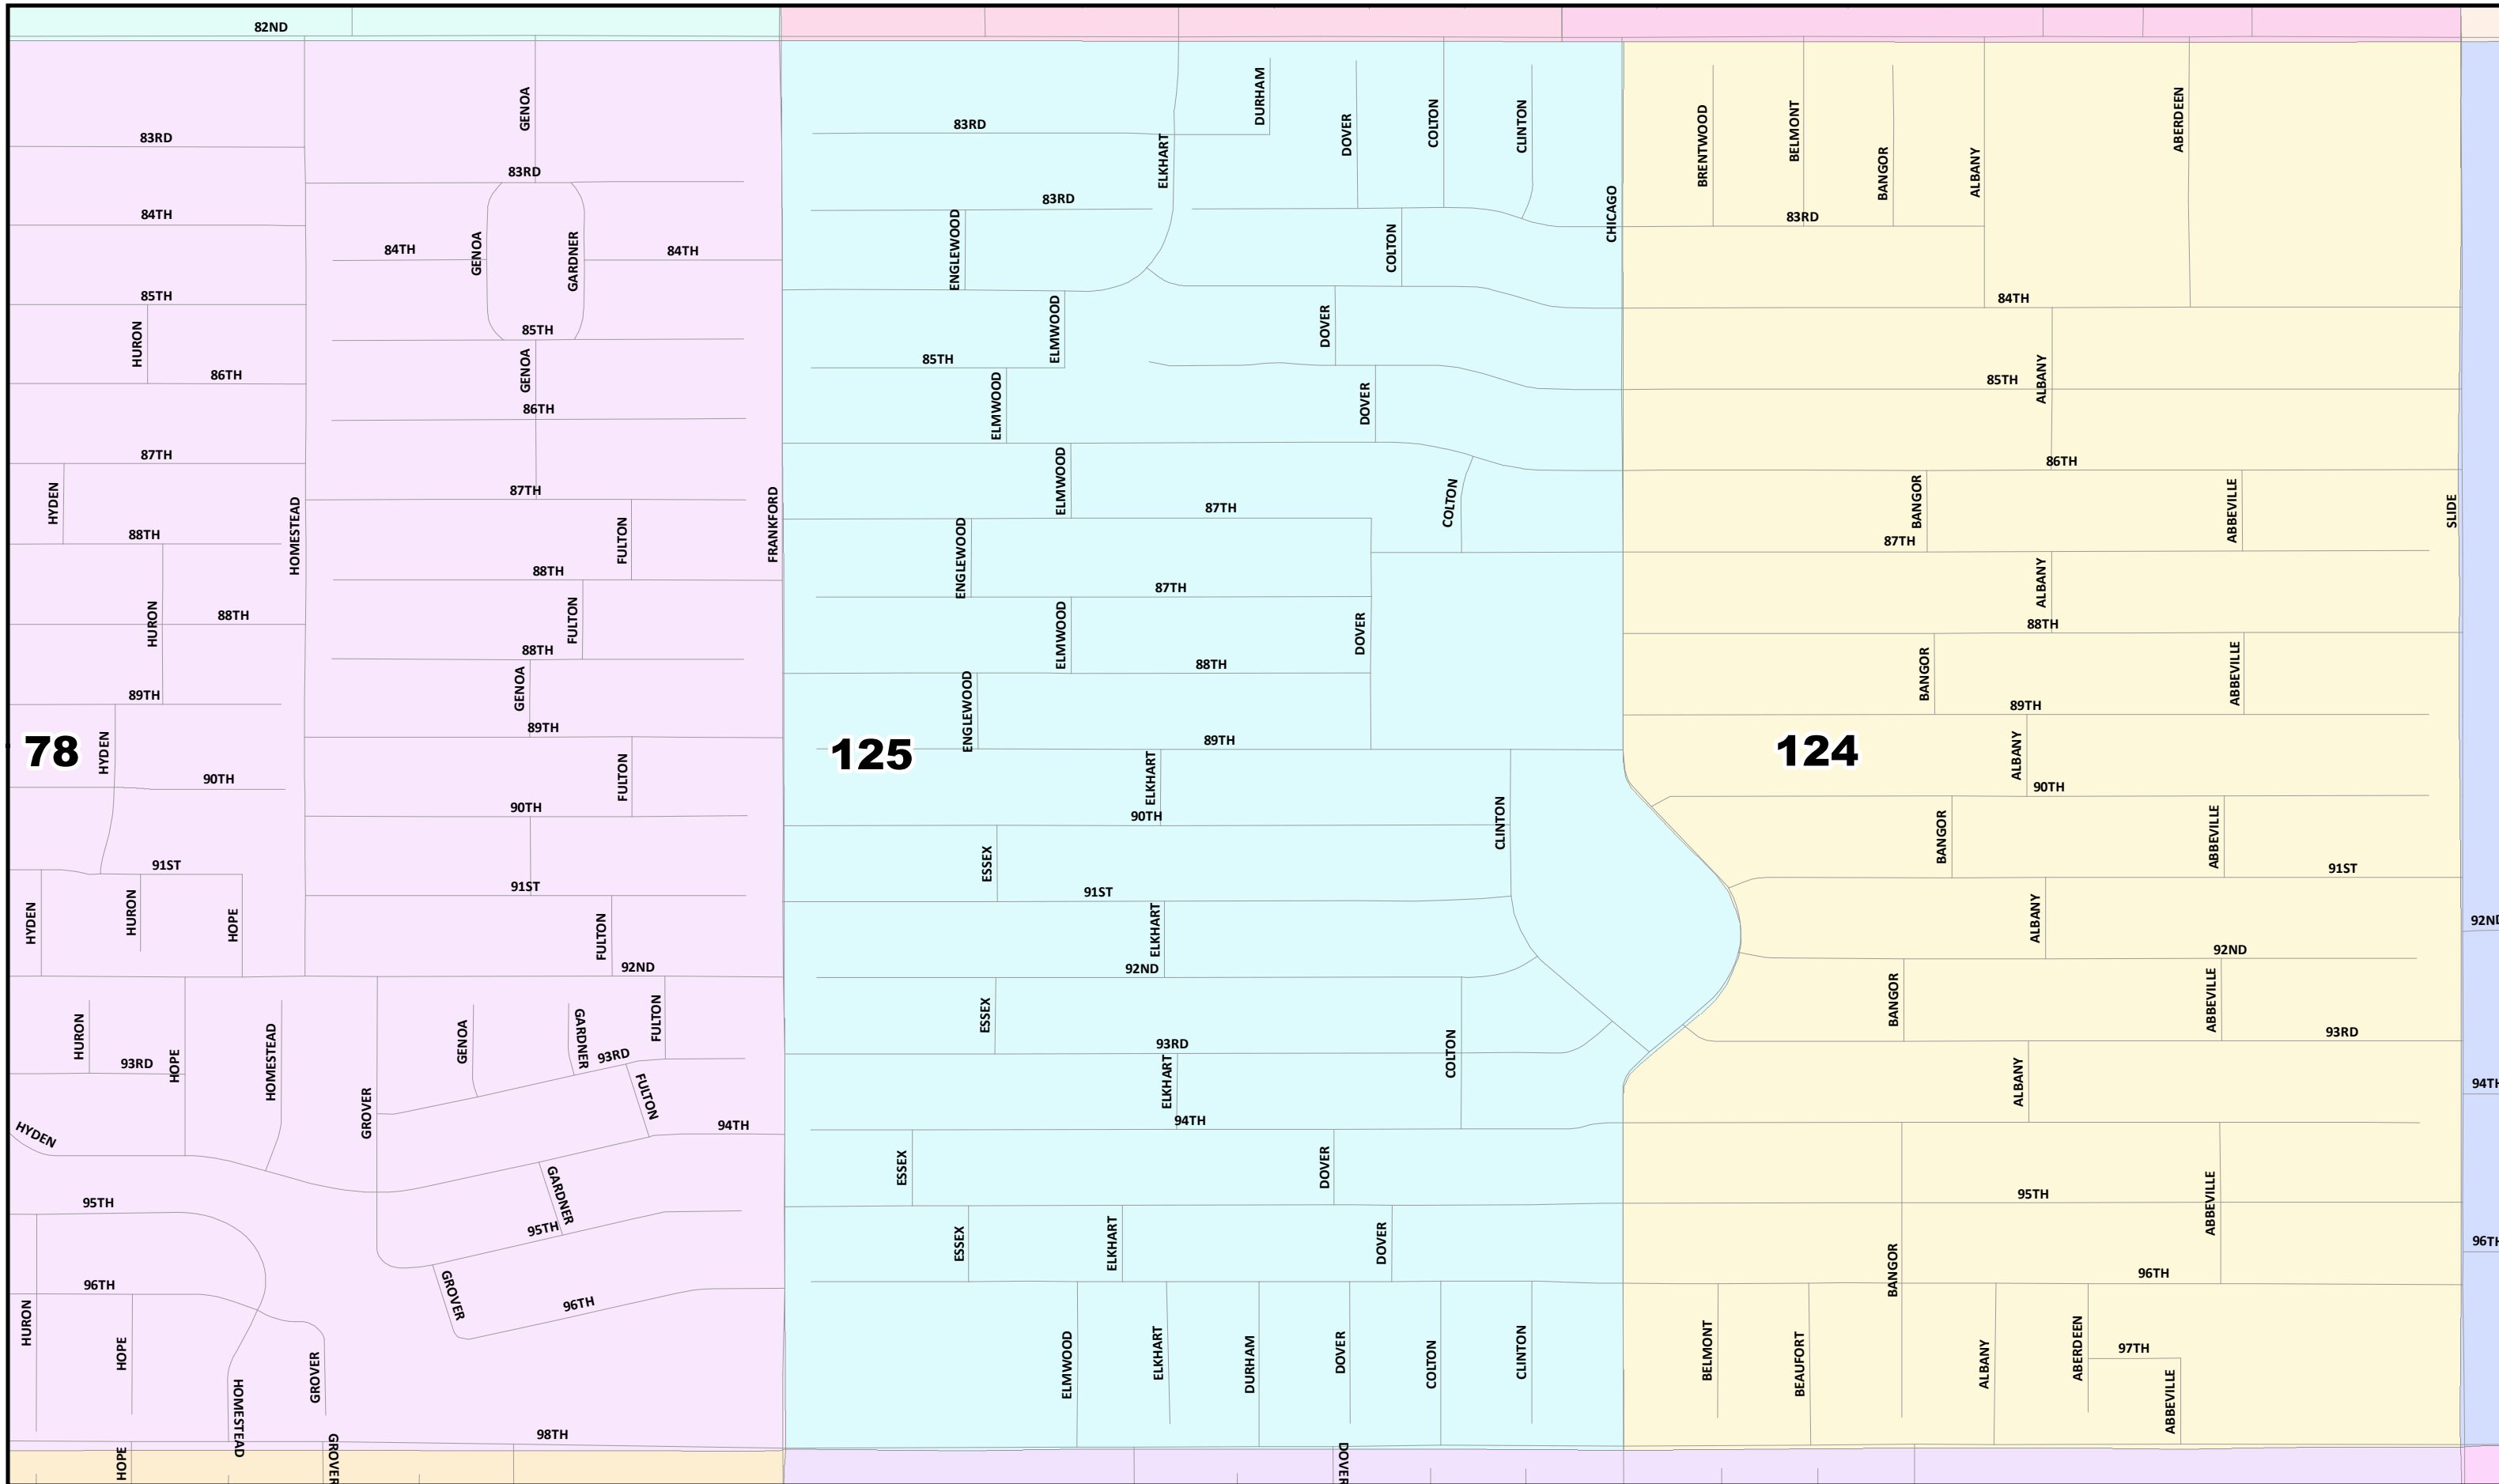 82ND
GENOA
83RD
83RD
84TH
84TH
GENOA
GARDNER
84TH
85TH
HURON
85TH
86TH
GENOA
86TH
87TH
HYDEN
87TH
HOMESTEAD
FULTON
FRANKFORD
88TH
88TH
HURON
88TH
FULTON
88TH
GENOA
89TH
89TH
78
HYDEN
90TH
FULTON
90TH
91ST
91ST
HYDEN
HURON
HOPE
FULTON
92ND
HURON
93RD
HOPE
HOMESTEAD
GROVER
GENOA
GARDNER
93RD
FULTON
FULTON
94TH
HYDEN
95TH
GARDNER
95TH
96TH
GROVER
96TH
HURON
HOPE
HOMESTEAD
GROVER
98TH
HOPE
GROVER
DURHAM
83RD
ELKHART
DOVER
COLTON
CLINTON
CHICAGO
83RD
ENGLEWOOD
COLTON
ELMWOOD
DOVER
85TH
ELMWOOD
DOVER
ELMWOOD
87TH
COLTON
ENGLEWOOD
87TH
ELMWOOD
DOVER
88TH
ENGLEWOOD
89TH
125
ELKHART
90TH
CLINTON
ESSEX
91ST
ELKHART
92ND
ESSEX
93RD
COLTON
ELKHART
94TH
ESSEX
DOVER
ESSEX
ELKHART
DOVER
ELMWOOD
ELKHART
DURHAM
DOVER
COLTON
CLINTON
DOVER
BRENTWOOD
BELMONT
BANGOR
ALBANY
ABERDEEN
83RD
84TH
ALBANY
85TH
86TH
BANGOR
ABBEVILLE
SLIDE
87TH
ALBANY
88TH
BANGOR
ABBEVILLE
89TH
124
ALBANY
90TH
BANGOR
ABBEVILLE
91ST
ALBANY
92ND
92ND
BANGOR
ABBEVILLE
93RD
ALBANY
94TH
95TH
ABBEVILLE
BANGOR
96TH
96TH
BELMONT
BEAUFORT
ALBANY
ABERDEEN
97TH
ABBEVILLE